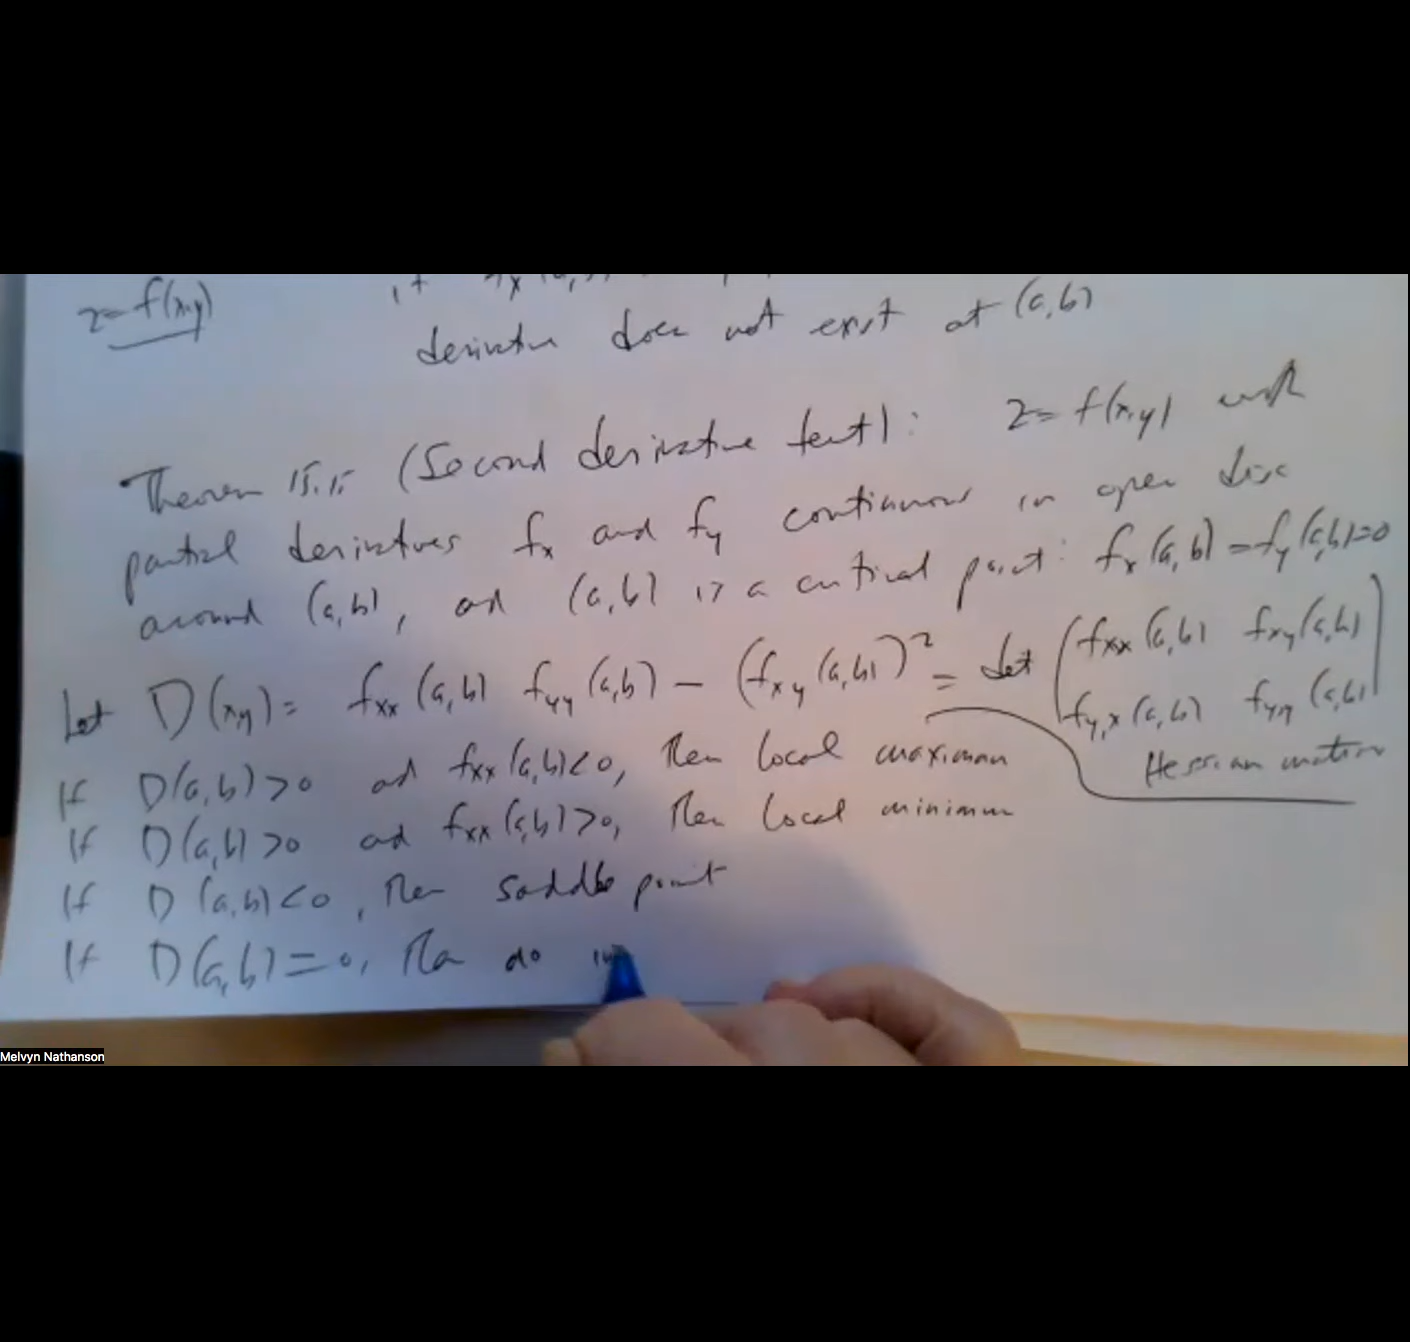 z = f(x,y)
derivative does not exist at (a,b)
Theorem 15.15 (Second derivative test): z = f(x,y) with
partial derivatives fx and fy continuous in open disc
around (a,b), and (a,b) is a critical point: fx(a,b) = fy(a,b)=0
Let D(x,y) = fxx(a,b) fyy(a,b) - (fxy(a,b))² = det (fxx(a,b) fxy(a,b)
fy,x(a,b) fyy(a,b))
Hessian matrix
If D(a,b)>0 and fxx(a,b)<0, then local maximum
If D(a,b)>0 and fxx(a,b)>0, then local minimum
If D(a,b)<0, then saddle point
If D(a,b)=0, then do
Melvyn Nathanson